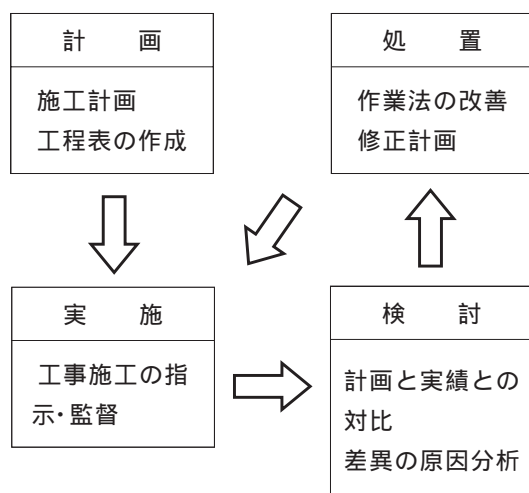 計　画
施工計画
工程表の作成
処　置
作業法の改善
修正計画
実　施
工事施工の指
示・監督
検　討
計画と実績との
対比
差異の原因分析